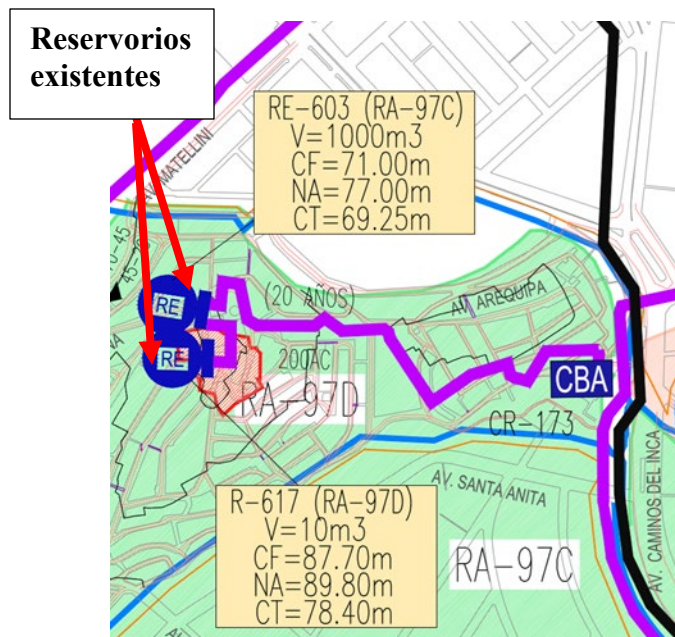 Reservorios
existentes
RE-603 (RA-97C)
V=1000m3
CF=71.00m
NA=77.00m
CT=69.25m
AV. MATELLINI
RE
(20 AÑOS)
AV. AREQUIPA
RE
200AC
RA-97D
CBA
CR-173
R-617 (RA-97D)
V=10m3
CF=87.70m
NA=89.80m
CT=78.40m
AV. SANTA ANITA
RA-97C
AV. CAMINOS DEL INCA